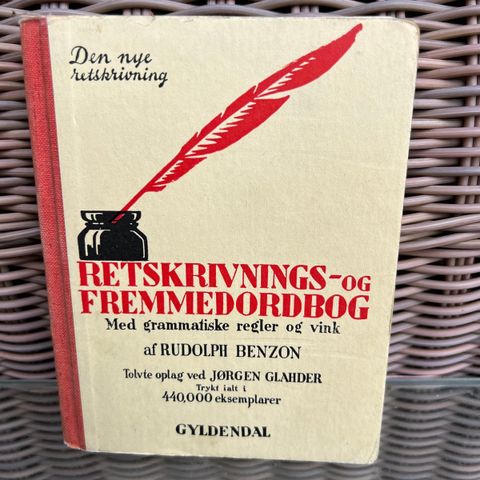 Den nye
retskrivning
RETSKRIVNINGS-OG
FREMMEDORDBOG
Med grammatiske regler og vink
af RUDOLPH BENZON
Tolvte oplag ved JØRGEN GLAHDER
Trykt ialt i
440,000 eksemplarer
GYLDENDAL